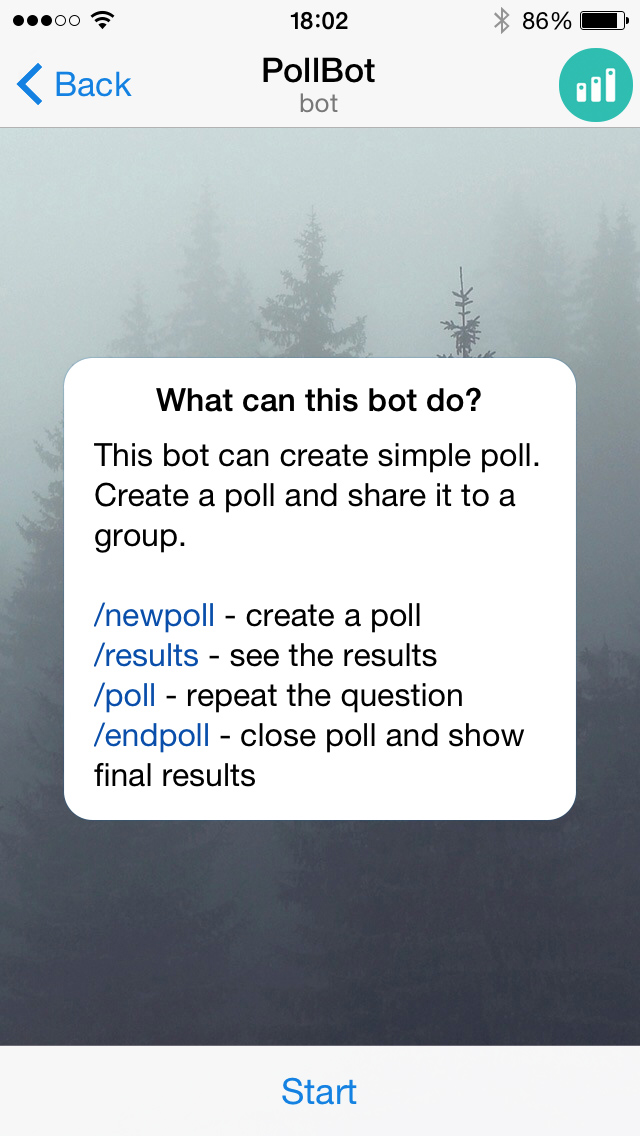 18:02
86%
Back
PollBot
bot
What can this bot do?
This bot can create simple poll.
Create a poll and share it to a
group.
/newpoll - create a poll
/results - see the results
/poll - repeat the question
/endpoll - close poll and show
final results
Start